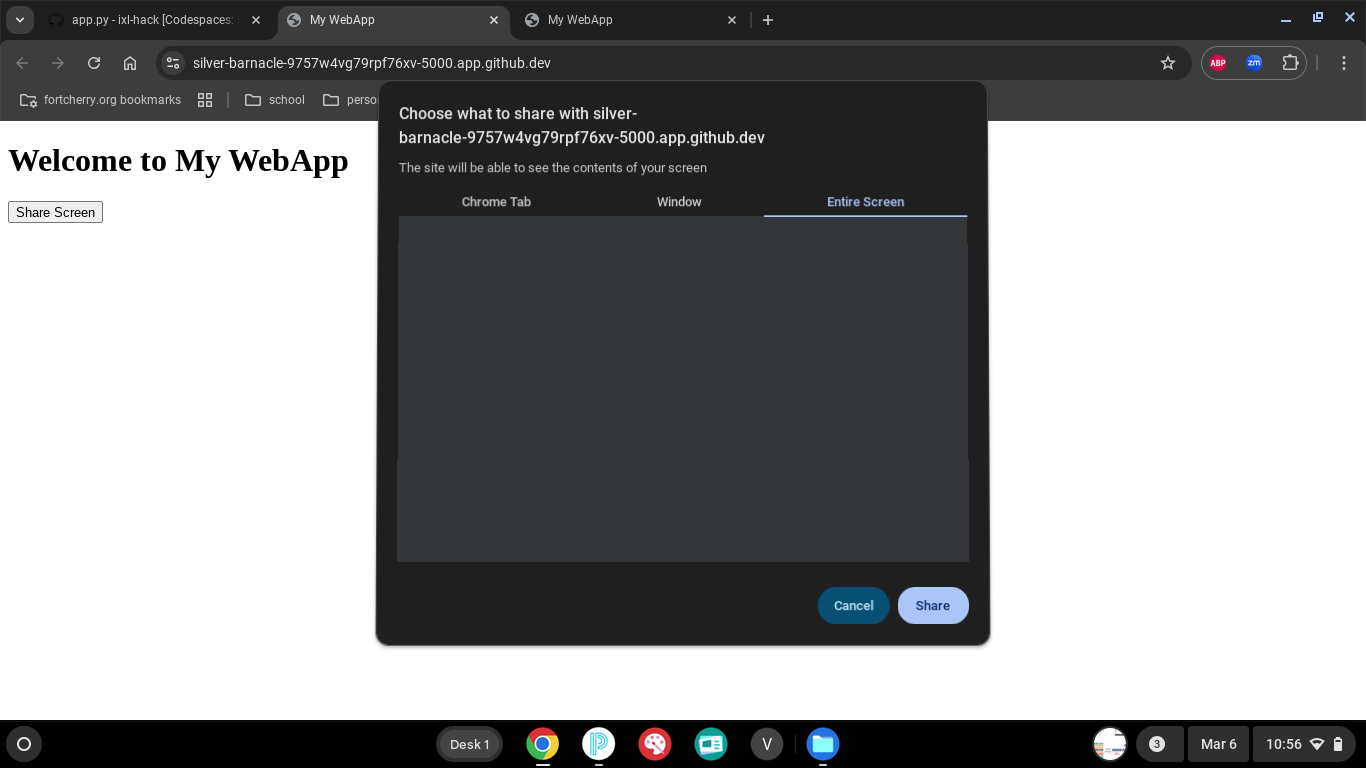 app.py - ixl-hack [Codespaces:
My WebApp
My WebApp
silver-barnacle-9757w4vg79rpf76xv-5000.app.github.dev
ABP
zm
fortcherry.org bookmarks
school
perso
Choose what to share with silver-
barnacle-9757w4vg79rpf76xv-5000.app.github.dev
The site will be able to see the contents of your screen
Chrome Tab
Window
Entire Screen
Welcome to My WebApp
Share Screen
Cancel
Share
Desk 1
V
3
Mar 6
10:56